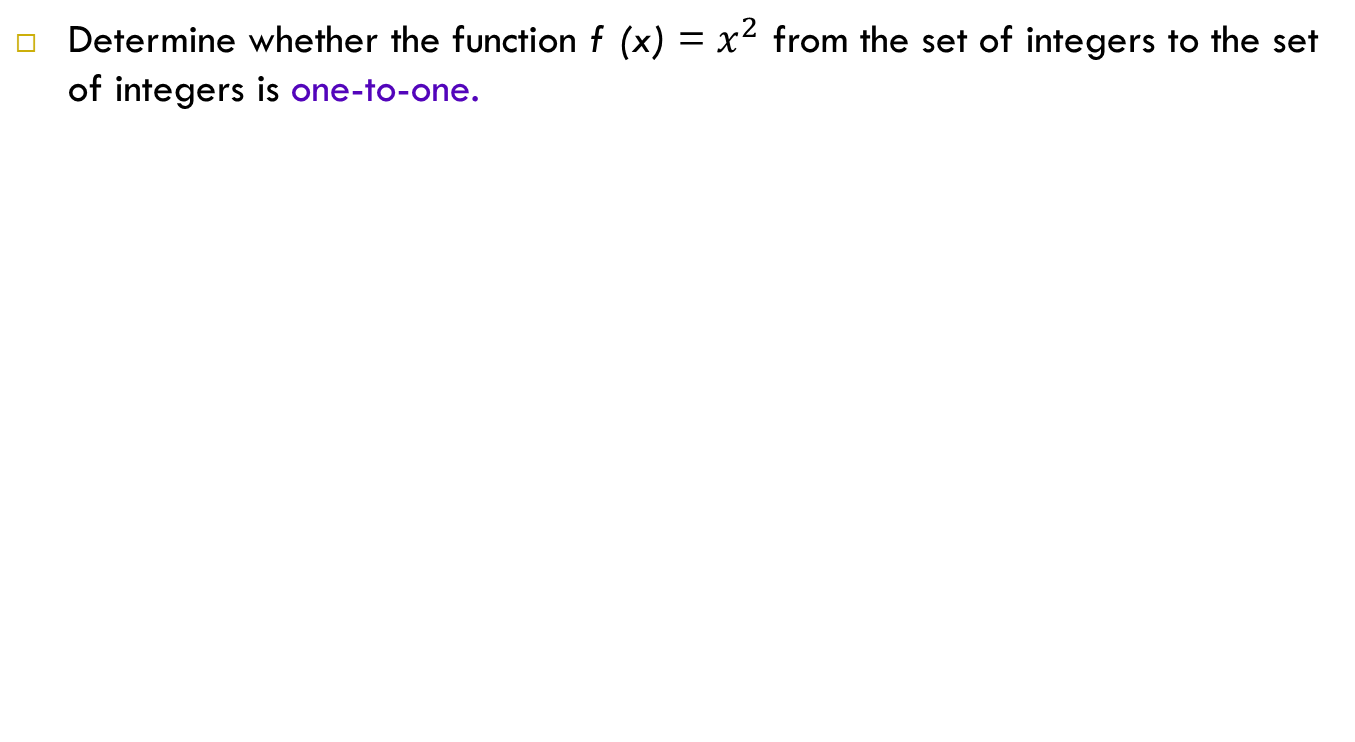 Determine whether the function f (x) = x² from the set of integers to the set
of integers is one-to-one.